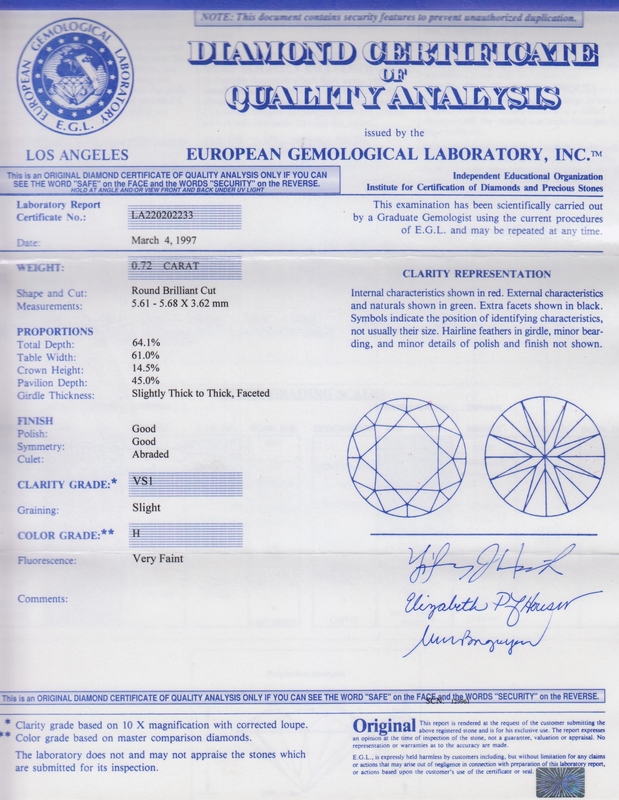 NOTE: This document contains security features to prevent unauthorized duplication.
EUROPEAN GEMOLOGICAL LABORATORY
E.G.L.
DIAMOND CERTIFICATE
OF
QUALITY ANALYSIS
issued by the
LOS ANGELES
EUROPEAN GEMOLOGICAL LABORATORY, INC.™
This is an ORIGINAL DIAMOND CERTIFICATE OF QUALITY ANALYSIS ONLY IF YOU CAN
SEE THE WORD "SAFE" on the FACE and the WORDS "SECURITY" on the REVERSE.
HOLD AT ANGLE AND/OR VIEW FRONT AND BACK UNDER UV LIGHT
Independent Educational Organization
Institute for Certification of Diamonds and Precious Stones
Laboratory Report
Certificate No.: LA220202233
Date: March 4, 1997
This examination has been scientifically carried out
by a Graduate Gemologist using the current procedures
of E.G.L. and may be repeated at any time.
WEIGHT: 0.72 CARAT
Shape and Cut: Round Brilliant Cut
Measurements: 5.61 - 5.68 X 3.62 mm
PROPORTIONS
Total Depth: 64.1%
Table Width: 61.0%
Crown Height: 14.5%
Pavilion Depth: 45.0%
Girdle Thickness: Slightly Thick to Thick, Faceted
FINISH
Polish: Good
Symmetry: Good
Culet: Abraded
CLARITY GRADE:* VS1
Graining: Slight
COLOR GRADE:** H
Fluorescence: Very Faint
Comments:
CLARITY REPRESENTATION
Internal characteristics shown in red. External characteristics
and naturals shown in green. Extra facets shown in black.
Symbols indicate the position of identifying characteristics,
not usually their size. Hairline feathers in girdle, minor bear-
ding, and minor details of polish and finish not shown.
This is an ORIGINAL DIAMOND CERTIFICATE OF QUALITY ANALYSIS ONLY IF YOU CAN SEE THE WORD "SAFE" on the FACE and the WORDS "SECURITY" on the REVERSE.
* Clarity grade based on 10 X magnification with corrected loupe.
** Color grade based on master comparison diamonds.
The laboratory does not and may not appraise the stones which
are submitted for its inspection.
Original This report is rendered at the request of the customer submitting the
above registered stone and is for his exclusive use. The report expresses
an opinion at the time of inspection of the stone, not a guarantee, valuation or appraisal. No
representation or warranties as to the accuracy are made.
E.G.L., is expressly held harmless by customers including, but without limitation for any claims
or actions that may arise out of negligence in connection with preparation of this laboratory report,
or actions based upon the customer's use of the certificate or seal.